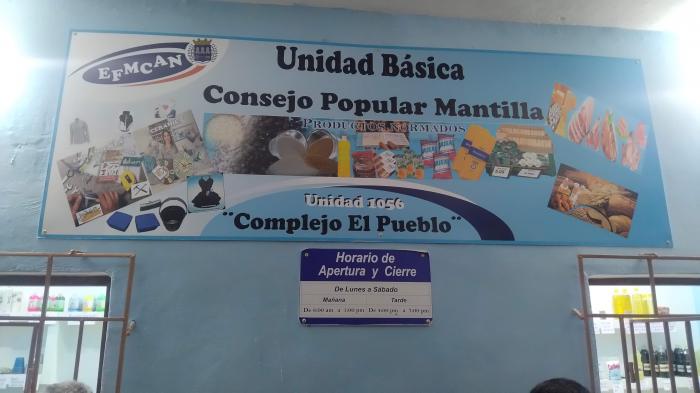 EFMCAN
Unidad Básica
Consejo Popular Mantilla
PRODUCTOS NORMADOS
Unidad 1056
¨Complejo El Pueblo¨
Horario de
Apertura y Cierre
De Lunes a Sábado
Mañana Tarde